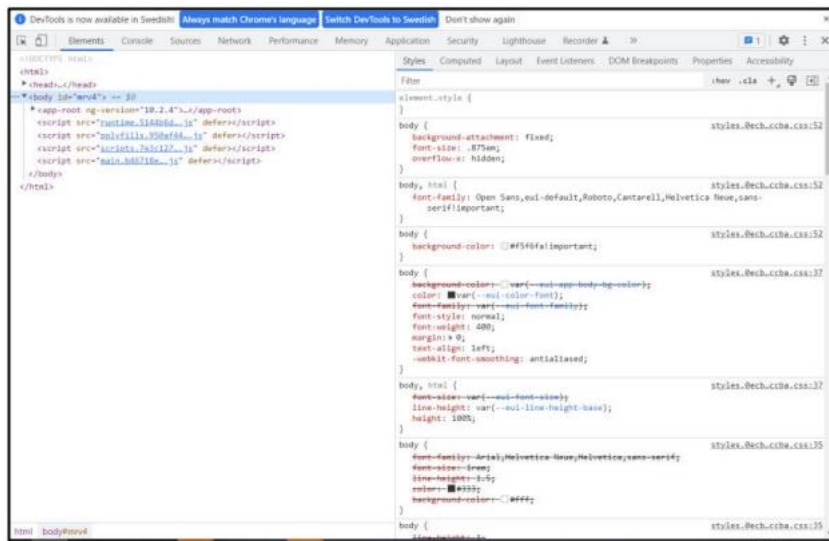 DevTools is now available in Swedish! Always match Chrome's language Switch DevTools to Swedish Don't show again
Elements Console Sources Network Performance Memory Application Security Lighthouse Recorder » 1
<!DOCTYPE html>
<html>
<head>…</head>
<body id="mrv4"> == $0
<app-root ng-version="10.2.4">…</app-root>
<script src="runtime.5144b6d….js" defer></script>
<script src="polyfills.950af44….js" defer></script>
<script src="scripts.7e3c127….js" defer></script>
<script src="main.b48718e….js" defer></script>
</body>
</html>
html body#mrv4
Styles Computed Layout Event Listeners DOM Breakpoints Properties Accessibility
Filter :hov .cls +
element.style {
}
body { styles.0ecb…ccba.css:52
background-attachment: fixed;
font-size: .875em;
overflow-x: hidden;
}
body, html { styles.0ecb…ccba.css:52
font-family: Open Sans,eui-default,Roboto,Cantarell,Helvetica Neue,sans-
serif!important;
}
body { styles.0ecb…ccba.css:52
background-color: #f5f6fa!important;
}
body { styles.0ecb…ccba.css:37
background-color: var(--eui-app-body-bg-color);
color: var(--eui-color-font);
font-family: var(--eui-font-family);
font-style: normal;
font-weight: 400;
margin: 0;
text-align: left;
-webkit-font-smoothing: antialiased;
}
body, html { styles.0ecb…ccba.css:37
font-size: var(--eui-font-size);
line-height: var(--eui-line-height-base);
height: 100%;
}
body { styles.0ecb…ccba.css:35
font-family: Arial,Helvetica Neue,Helvetica,sans-serif;
font-size: 1rem;
line-height: 1.5;
color: #333;
background-color: #fff;
}
body { styles.0ecb…ccba.css:35
line-height: 1;